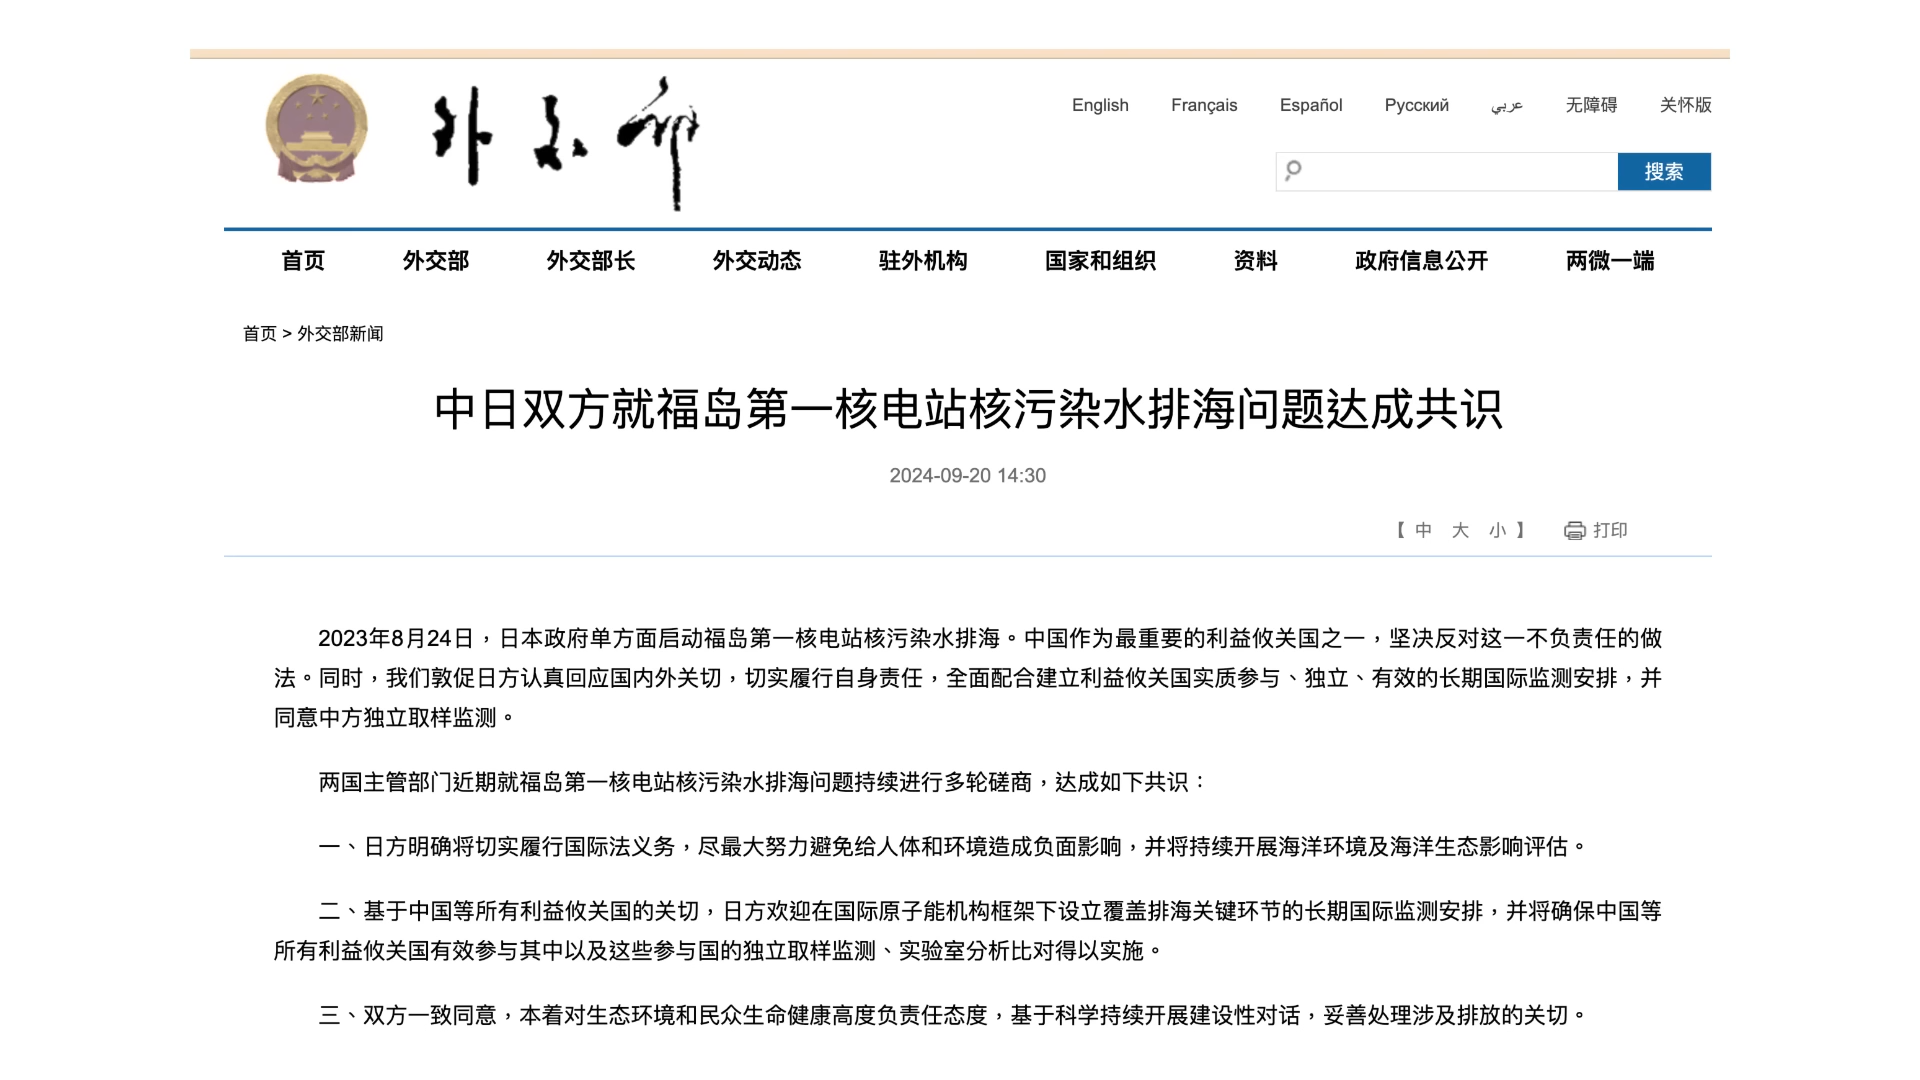 外交部
English Français Español Русский عربي 无障碍 关怀版
搜索
首页 外交部 外交部长 外交动态 驻外机构 国家和组织 资料 政府信息公开 两微一端
首页 > 外交部新闻
中日双方就福岛第一核电站核污染水排海问题达成共识
2024-09-20 14:30
【 中 大 小 】 打印
2023年8月24日，日本政府单方面启动福岛第一核电站核污染水排海。中国作为最重要的利益攸关国之一，坚决反对这一不负责任的做
法。同时，我们敦促日方认真回应国内外关切，切实履行自身责任，全面配合建立利益攸关国实质参与、独立、有效的长期国际监测安排，并
同意中方独立取样监测。
两国主管部门近期就福岛第一核电站核污染水排海问题持续进行多轮磋商，达成如下共识：
一、日方明确将切实履行国际法义务，尽最大努力避免给人体和环境造成负面影响，并将持续开展海洋环境及海洋生态影响评估。
二、基于中国等所有利益攸关国的关切，日方欢迎在国际原子能机构框架下设立覆盖排海关键环节的长期国际监测安排，并将确保中国等
所有利益攸关国有效参与其中以及这些参与国的独立取样监测、实验室分析比对得以实施。
三、双方一致同意，本着对生态环境和民众生命健康高度负责任态度，基于科学持续开展建设性对话，妥善处理涉及排放的关切。